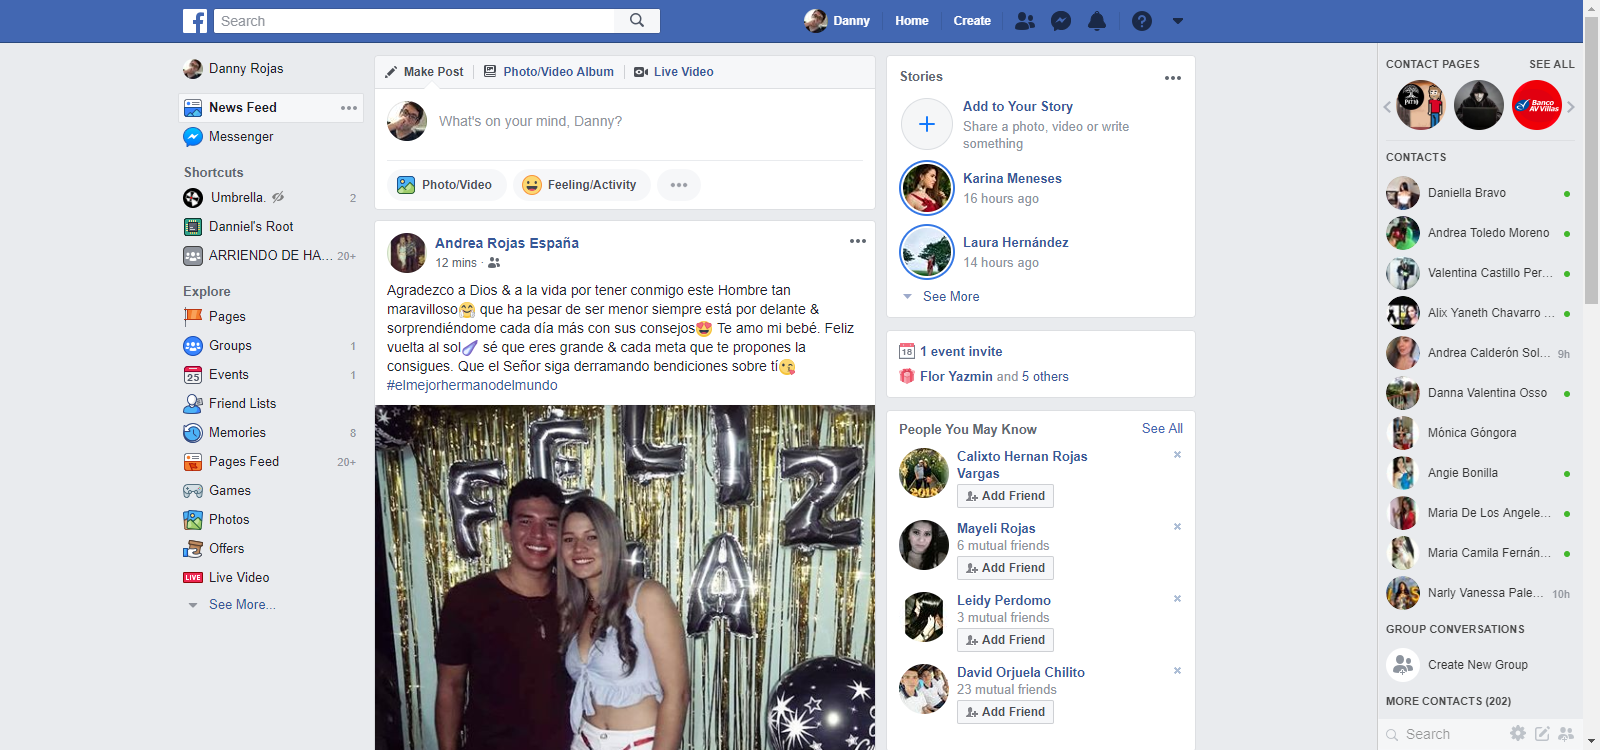 Search
Danny
Home
Create
Danny Rojas
News Feed
Messenger
Shortcuts
Umbrella. 2
Danniel's Root
ARRIENDO DE HA... 20+
Explore
Pages
Groups 1
25 Events 1
Friend Lists
Memories 8
Pages Feed 20+
Games
Photos
Offers
LIVE Live Video
See More...
Make Post
Photo/Video Album
Live Video
What's on your mind, Danny?
Photo/Video
Feeling/Activity
Andrea Rojas España
12 mins ·
Agradezco a Dios & a la vida por tener conmigo este Hombre tan
maravilloso🤗 que ha pesar de ser menor siempre está por delante &
sorprendiéndome cada día más con sus consejos😍 Te amo mi bebé. Feliz
vuelta al sol☄️ sé que eres grande & cada meta que te propones la
consigues. Que el Señor siga derramando bendiciones sobre tí😘
#elmejorhermanodelmundo
FELIZ
Stories
Add to Your Story
Share a photo, video or write
something
Karina Meneses
16 hours ago
Laura Hernández
14 hours ago
See More
18 1 event invite
Flor Yazmin and 5 others
People You May Know
See All
2018
Calixto Hernan Rojas
Vargas
Add Friend
Mayeli Rojas
6 mutual friends
Add Friend
Leidy Perdomo
3 mutual friends
Add Friend
David Orjuela Chilito
23 mutual friends
Add Friend
CONTACT PAGES
SEE ALL
Banco
AV Villas
CONTACTS
Daniella Bravo
Andrea Toledo Moreno
Valentina Castillo Per...
Alix Yaneth Chavarro ...
Andrea Calderón Sol... 9h
Danna Valentina Osso
Mónica Góngora
Angie Bonilla
Maria De Los Angele...
Maria Camila Fernán...
Narly Vanessa Pale... 10h
GROUP CONVERSATIONS
Create New Group
MORE CONTACTS (202)
Search